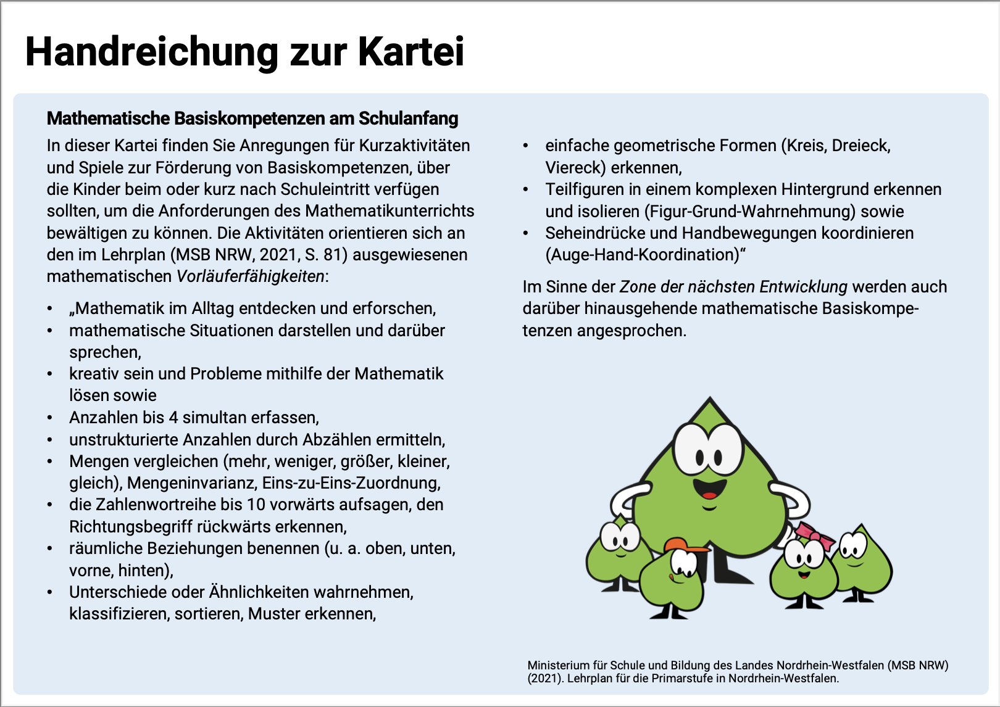 Handreichung zur Kartei
Mathematische Basiskompetenzen am Schulanfang
In dieser Kartei finden Sie Anregungen für Kurzaktivitäten
und Spiele zur Förderung von Basiskompetenzen, über
die Kinder beim oder kurz nach Schuleintritt verfügen
sollten, um die Anforderungen des Mathematikunterrichts
bewältigen zu können. Die Aktivitäten orientieren sich an
den im Lehrplan (MSB NRW, 2021, S. 81) ausgewiesenen
mathematischen Vorläuferfähigkeiten:
• „Mathematik im Alltag entdecken und erforschen,
• mathematische Situationen darstellen und darüber
sprechen,
• kreativ sein und Probleme mithilfe der Mathematik
lösen sowie
• Anzahlen bis 4 simultan erfassen,
• unstrukturierte Anzahlen durch Abzählen ermitteln,
• Mengen vergleichen (mehr, weniger, größer, kleiner,
gleich), Mengeninvarianz, Eins-zu-Eins-Zuordnung,
• die Zahlenwortreihe bis 10 vorwärts aufsagen, den
Richtungsbegriff rückwärts erkennen,
• räumliche Beziehungen benennen (u. a. oben, unten,
vorne, hinten),
• Unterschiede oder Ähnlichkeiten wahrnehmen,
klassifizieren, sortieren, Muster erkennen,
• einfache geometrische Formen (Kreis, Dreieck,
Viereck) erkennen,
• Teilfiguren in einem komplexen Hintergrund erkennen
und isolieren (Figur-Grund-Wahrnehmung) sowie
• Seheindrücke und Handbewegungen koordinieren
(Auge-Hand-Koordination)“
Im Sinne der Zone der nächsten Entwicklung werden auch
darüber hinausgehende mathematische Basiskompe-
tenzen angesprochen.
Ministerium für Schule und Bildung des Landes Nordrhein-Westfalen (MSB NRW)
(2021). Lehrplan für die Primarstufe in Nordrhein-Westfalen.